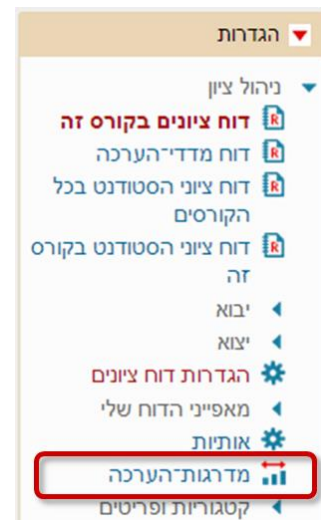 הגדרות
ניהול ציון
דוח ציונים בקורס זה
דוח מדדי־הערכה
דוח ציוני הסטודנט בכל
הקורסים
דוח ציוני הסטודנט בקורס
זה
יבוא
יצוא
הגדרות דוח ציונים
מאפייני הדוח שלי
אותיות
מדרגות־הערכה
קטגוריות ופריטים